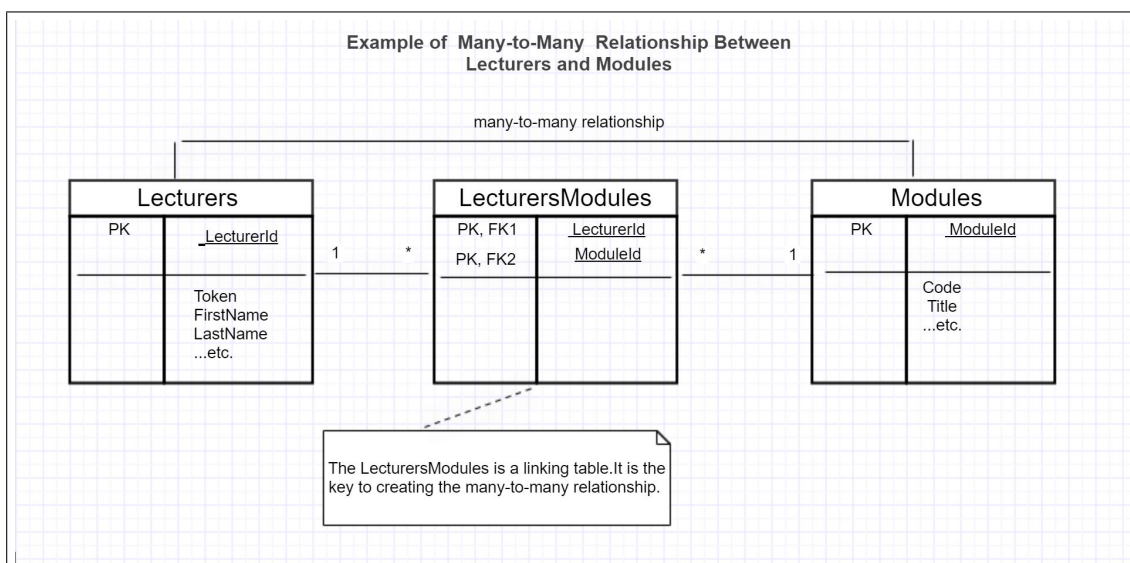 Example of Many-to-Many Relationship Between
Lecturers and Modules
many-to-many relationship
Lecturers
PK
_LecturerId
Token
FirstName
LastName
...etc.
1
*
LecturersModules
PK, FK1
LecturerId
PK, FK2
ModuleId
*
1
Modules
PK
ModuleId
Code
Title
...etc.
The LecturersModules is a linking table.It is the
key to creating the many-to-many relationship.